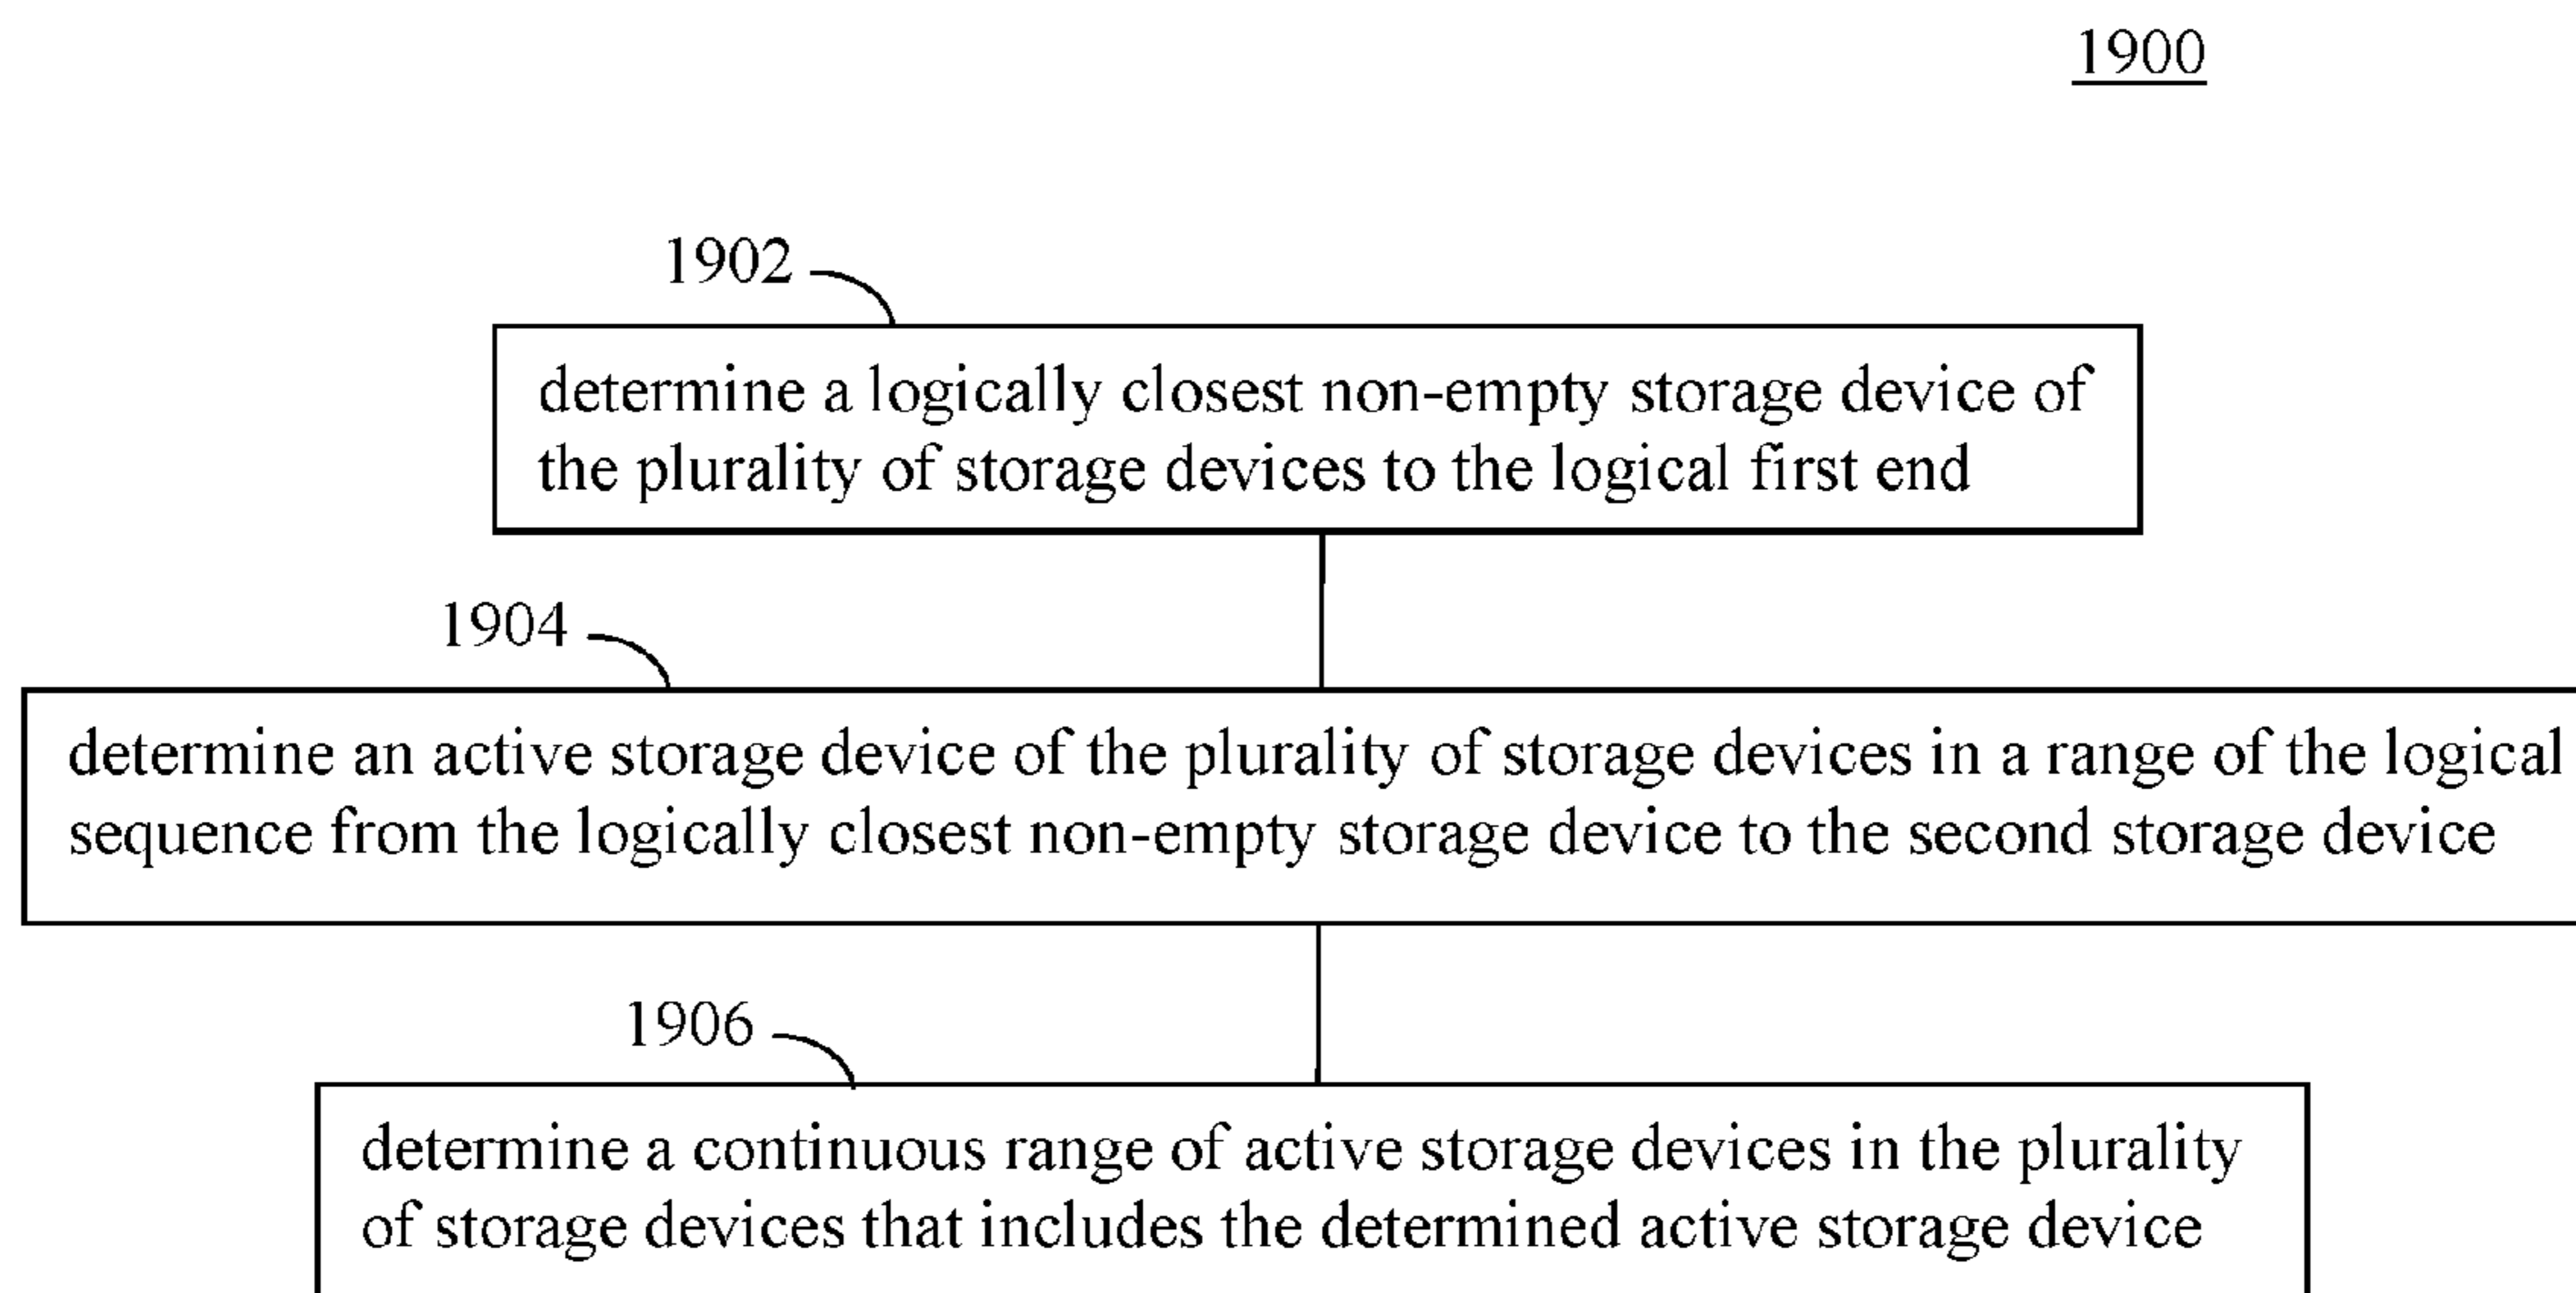 1900
1902
determine a logically closest non-empty storage device of
the plurality of storage devices to the logical first end
1904
determine an active storage device of the plurality of storage devices in a range of the logical
sequence from the logically closest non-empty storage device to the second storage device
1906
determine a continuous range of active storage devices in the plurality
of storage devices that includes the determined active storage device